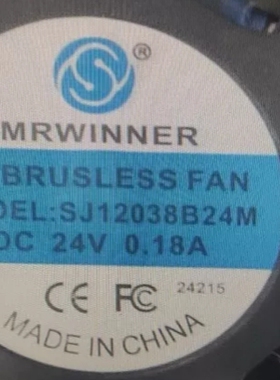 ®
MRWINNER
BRUSLESS FAN
DEL:SJ12038B24M
DC 24V 0.18A
CE FC 24215
MADE IN CHINA